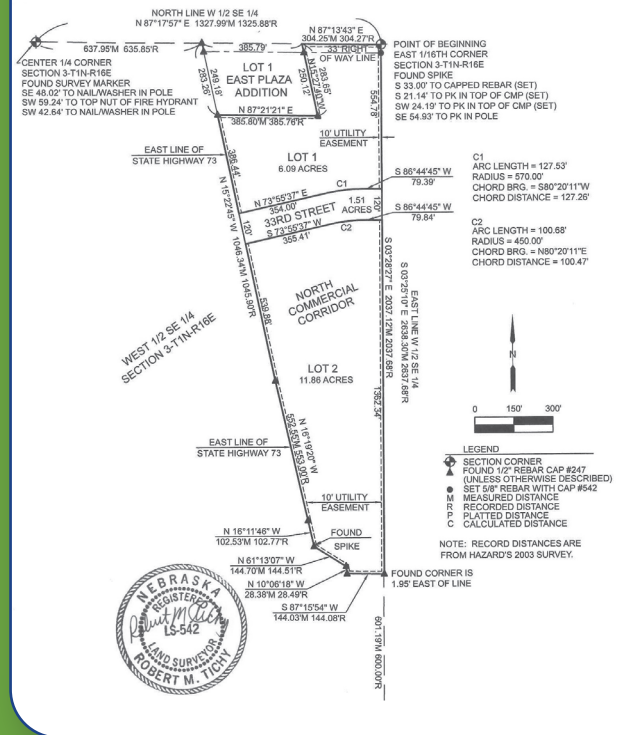 NORTH LINE W 1/2 SE 1/4
N 87°17'57" E 1327.99'M 1325.88'R
637.95'M 635.85'R
385.79'
N 87°13'43" E
304.25'M 304.27'R
33' RIGHT
OF WAY LINE
POINT OF BEGINNING
EAST 1/16TH CORNER
SECTION 3-T1N-R16E
FOUND SPIKE
S 33.00' TO CAPPED REBAR (SET)
S 21.14' TO PK IN TOP OF CMP (SET)
SW 24.19' TO PK IN TOP OF CMP (SET)
SE 54.93' TO PK IN POLE
CENTER 1/4 CORNER
SECTION 3-T1N-R16E
FOUND SURVEY MARKER
SE 48.02' TO NAIL/WASHER IN POLE
SW 59.24' TO TOP NUT OF FIRE HYDRANT
SW 42.64' TO NAIL/WASHER IN POLE
249.18'
283.26'
LOT 1
EAST PLAZA
ADDITION
N 15°27'40"W
283.65'
250.12'
N 87°21'21" E
385.80'M 385.76'R
554.78'
10' UTILITY
EASEMENT
EAST LINE OF
STATE HIGHWAY 73
386.44'
LOT 1
6.09 ACRES
C1
ARC LENGTH = 127.53'
RADIUS = 570.00'
CHORD BRG. = S80°20'11"W
CHORD DISTANCE = 127.26'
S 86°44'45" W
79.39'
N 73°55'37" E
354.00'
C1
33RD STREET
1.51
ACRES
120'
120'
S 73°55'37" W
355.41'
C2
S 86°44'45" W
79.84'
C2
ARC LENGTH = 100.68'
RADIUS = 450.00'
CHORD BRG. = N80°20'11"E
CHORD DISTANCE = 100.47'
N 15°22'45" W 1046.34'M 1045.90'R
539.88'
NORTH
COMMERCIAL
CORRIDOR
S 03°28'27" E 2037.12'M 2037.68'R
EAST LINE W 1/2 SE 1/4
S 03°25'10" E 2638.30'M 2637.68'R
WEST 1/2 SE 1/4
SECTION 3-T1N-R16E
LOT 2
11.86 ACRES
1362.34'
N
0 150' 300'
EAST LINE OF
STATE HIGHWAY 73
N 16°19'20" W
552.55'M 553.00'R
LEGEND
SECTION CORNER
FOUND 1/2" REBAR CAP #247
(UNLESS OTHERWISE DESCRIBED)
SET 5/8" REBAR WITH CAP #542
M MEASURED DISTANCE
R RECORDED DISTANCE
P PLATTED DISTANCE
C CALCULATED DISTANCE
NOTE: RECORD DISTANCES ARE
FROM HAZARD'S 2003 SURVEY.
10' UTILITY
EASEMENT
N 16°11'46" W
102.53'M 102.77'R
FOUND
SPIKE
N 61°13'07" W
144.70'M 144.51'R
N 10°06'18" W
28.38'M 28.49'R
S 87°15'54" W
144.03'M 144.08'R
FOUND CORNER IS
1.95' EAST OF LINE
601.19'M 600.00'R
NEBRASKA
REGISTERED
Robert M Tichy
LS-542
LAND SURVEYOR
ROBERT M. TICHY